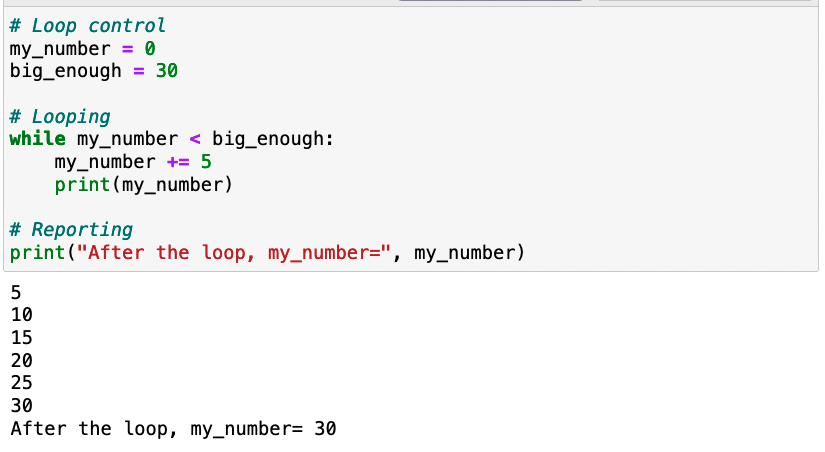 # Loop control
my_number = 0
big_enough = 30
# Looping
while my_number < big_enough:
    my_number += 5
    print(my_number)
# Reporting
print("After the loop, my_number=", my_number)
5
10
15
20
25
30
After the loop, my_number= 30